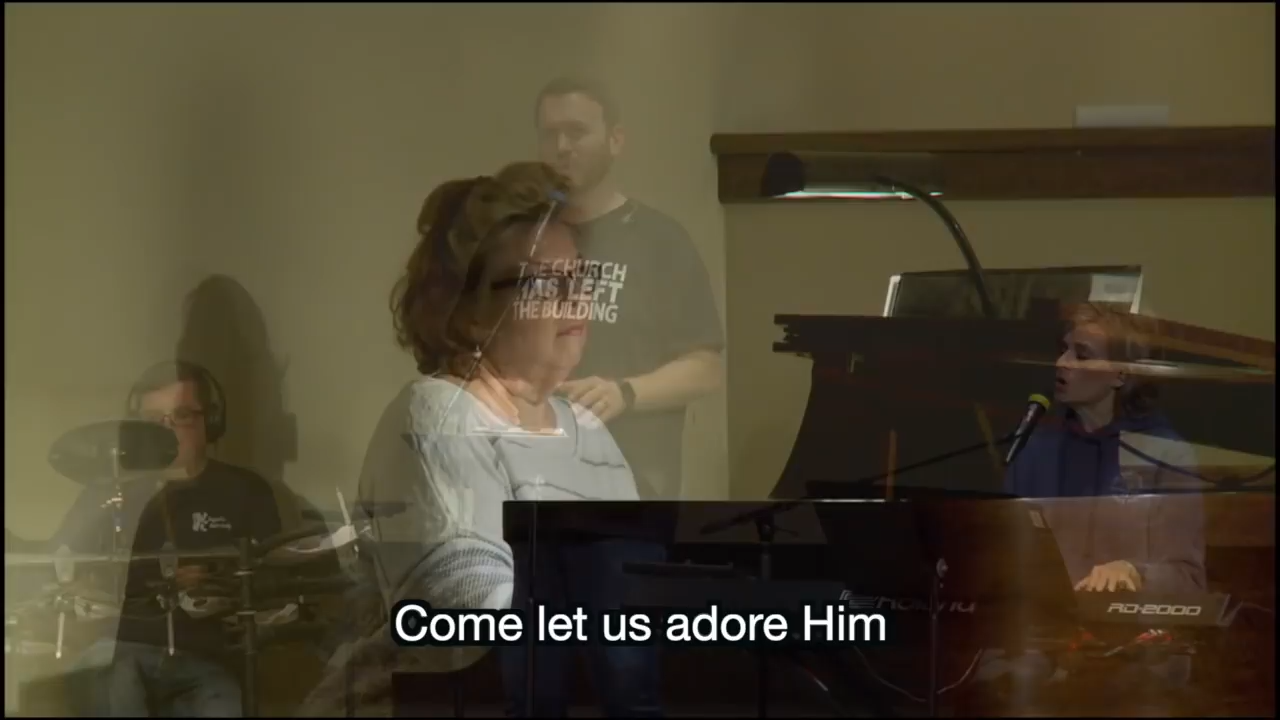 THE CHURCH
HAS LEFT
THE BUILDING
RD-2000
Come let us adore Him